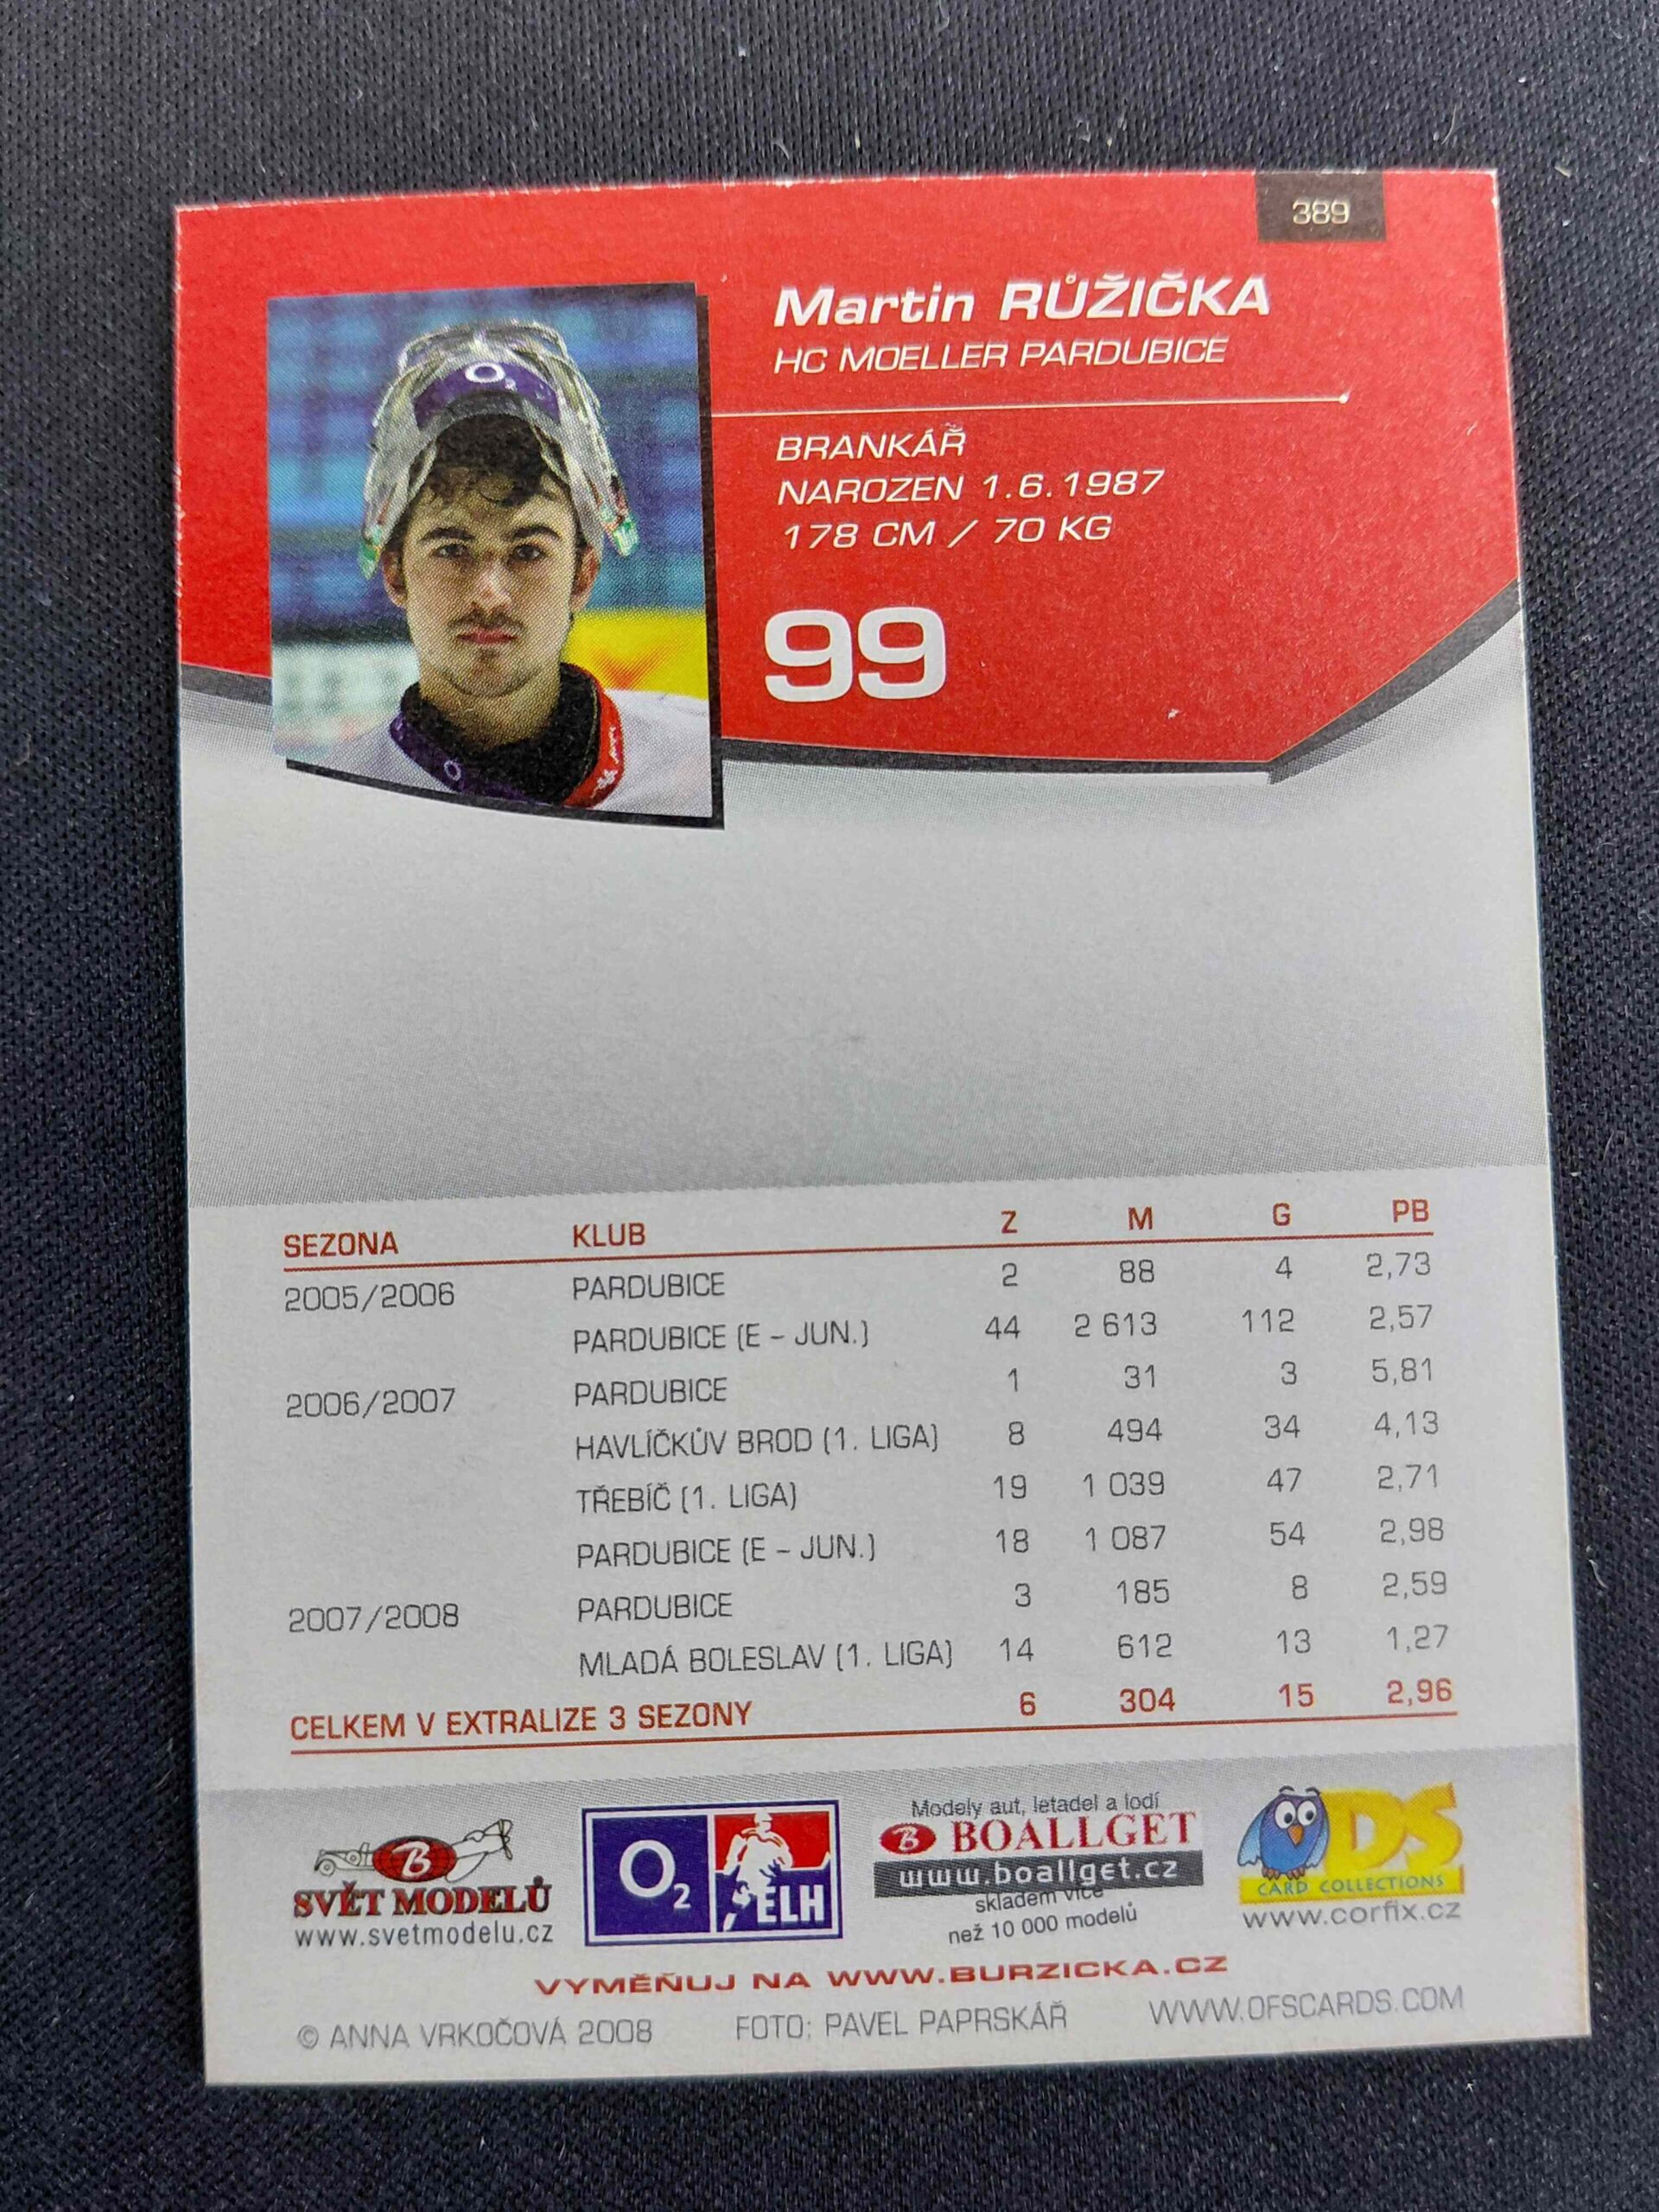 389
Martin RŮŽIČKA
HC MOELLER PARDUBICE
BRANKÁŘ
NAROZEN 1.6.1987
178 CM / 70 KG
99
O2
SEZONA KLUB Z M G PB
2005/2006 PARDUBICE 2 88 4 2,73
PARDUBICE (E – JUN.) 44 2 613 112 2,57
2006/2007 PARDUBICE 1 31 3 5,81
HAVLÍČKŮV BROD (1. LIGA) 8 494 34 4,13
TŘEBÍČ (1. LIGA) 19 1 039 47 2,71
PARDUBICE (E – JUN.) 18 1 087 54 2,98
2007/2008 PARDUBICE 3 185 8 2,59
MLADÁ BOLESLAV (1. LIGA) 14 612 13 1,27
CELKEM V EXTRALIZE 3 SEZONY 6 304 15 2,96
B
SVĚT MODELŮ
www.svetmodelu.cz
O2 ELH
Modely aut, letadel a lodí
B BOALLGET
www.boallget.cz
skladem více
než 10 000 modelů
DS
CARD COLLECTIONS
www.corfix.cz
VYMĚŇUJ NA WWW.BURZICKA.CZ
© ANNA VRKOČOVÁ 2008 FOTO: PAVEL PAPRSKÁŘ WWW.OFSCARDS.COM